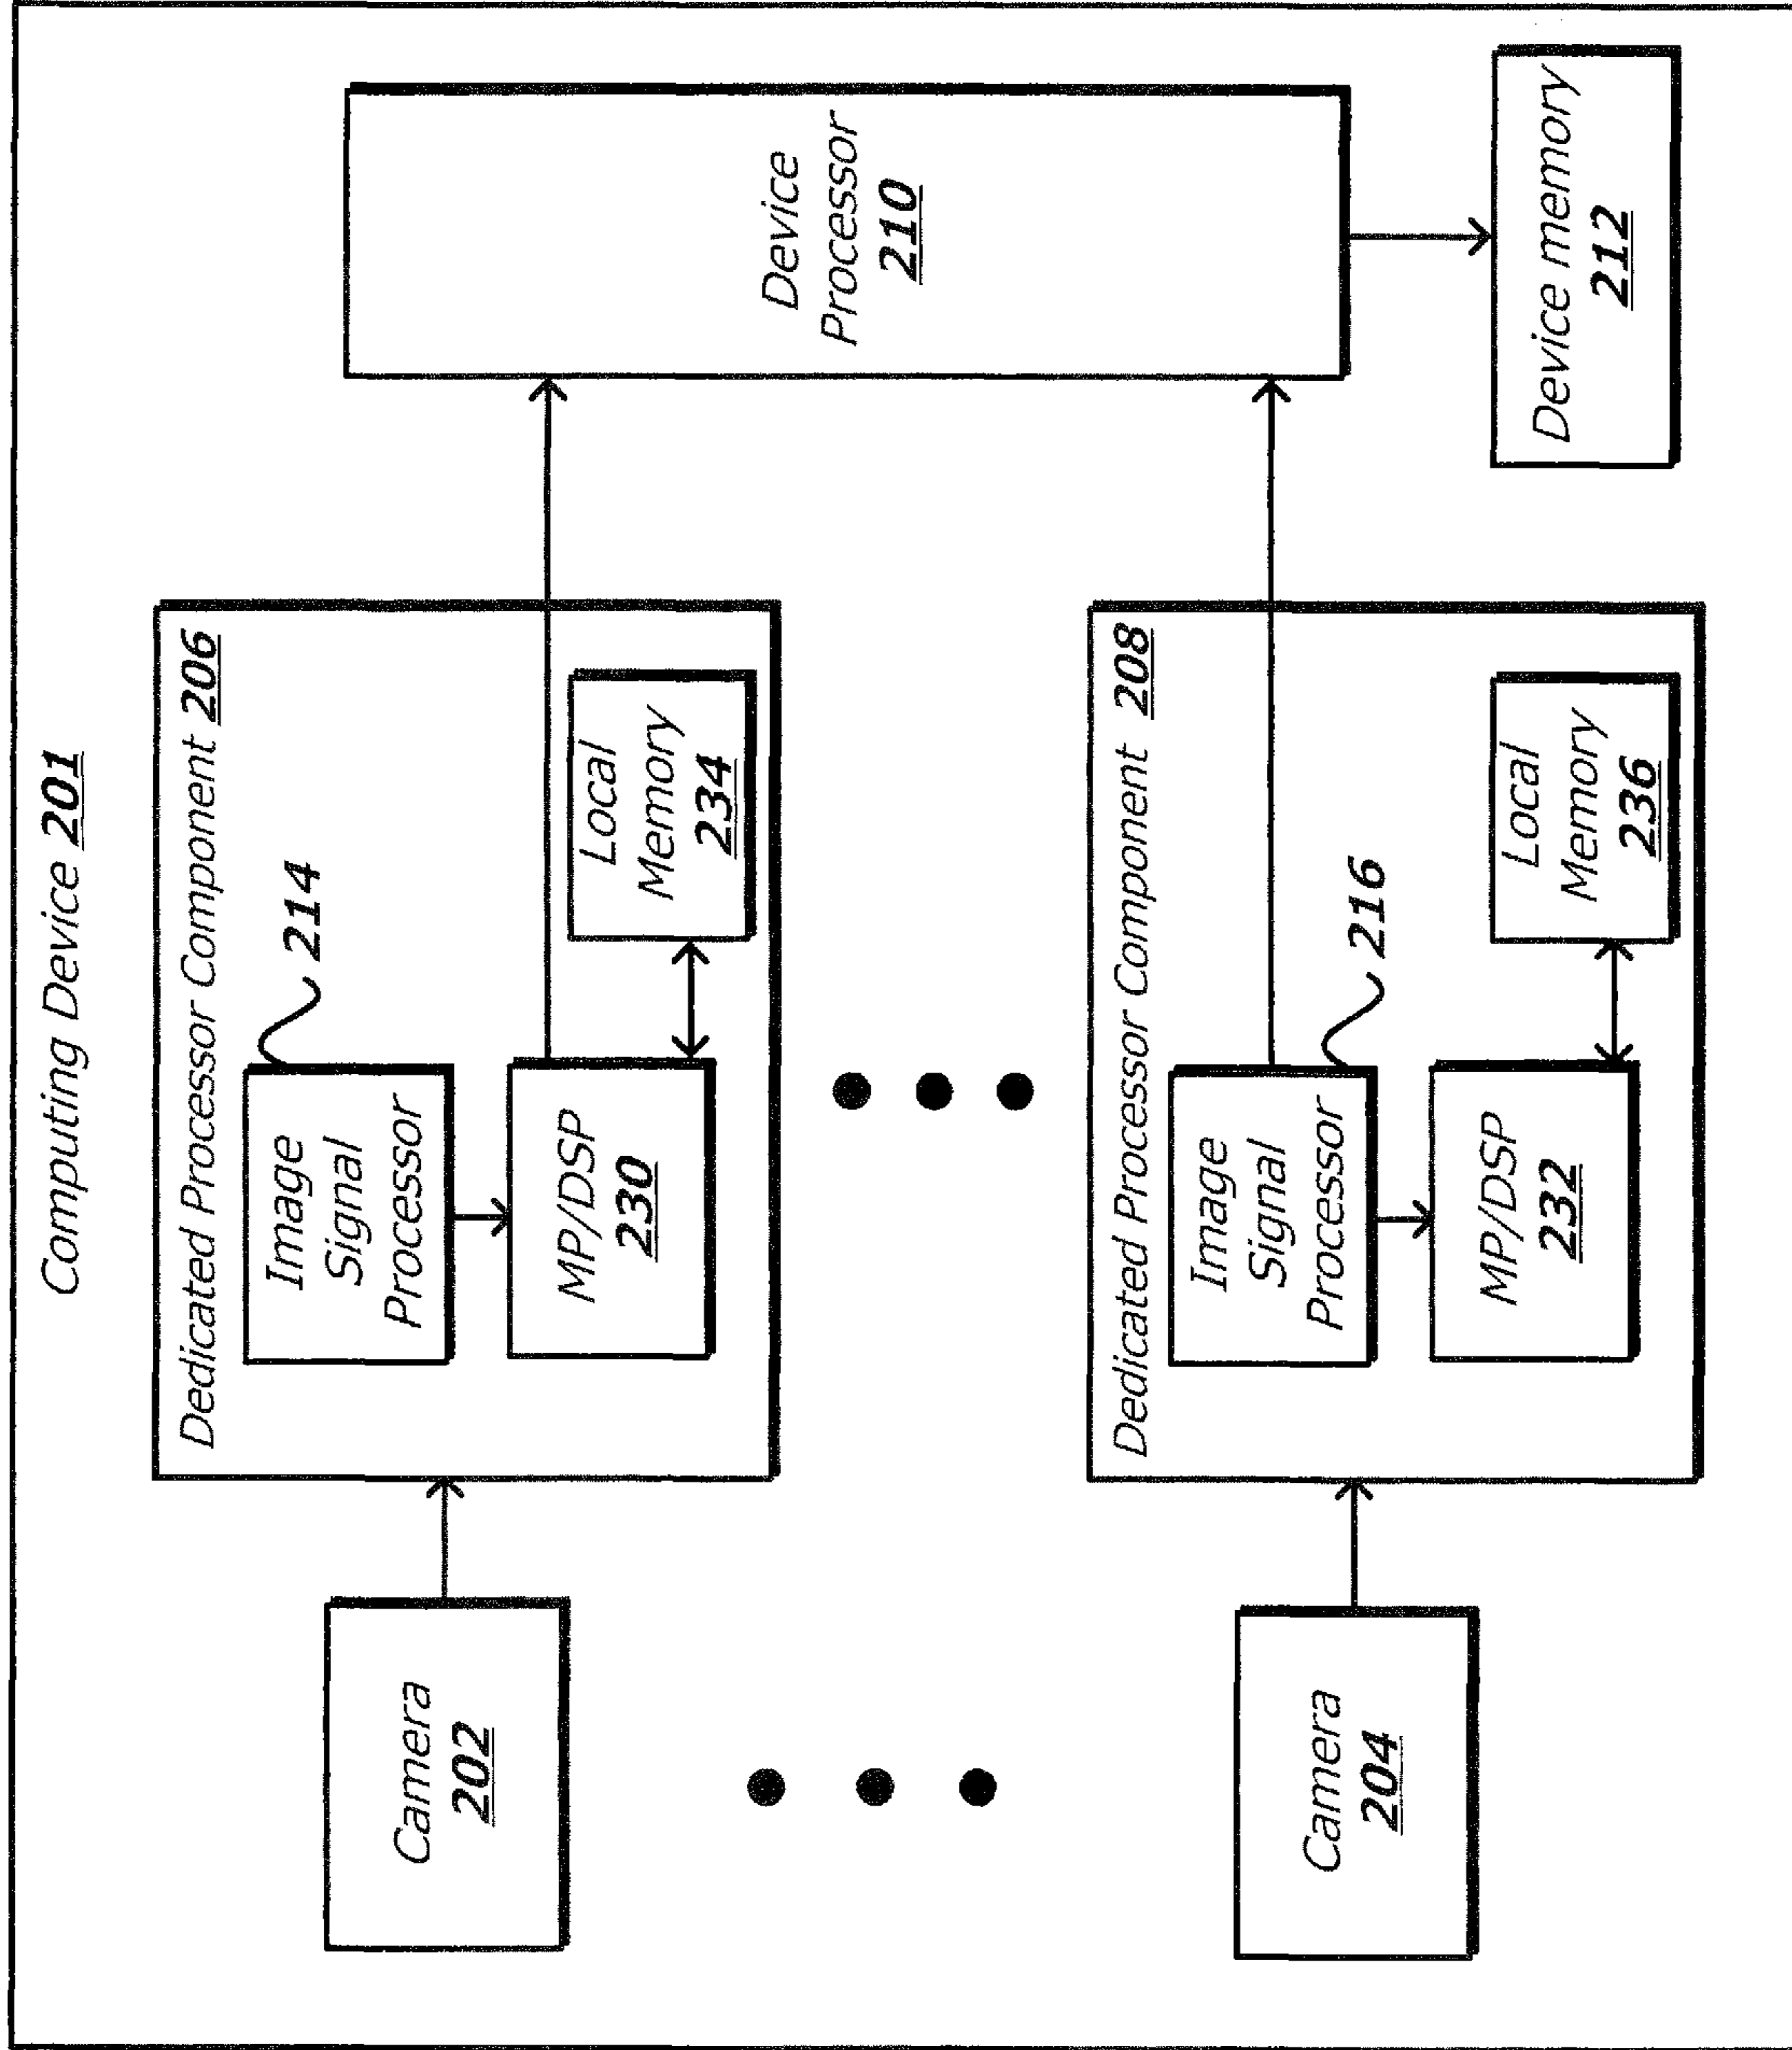 Computing Device 201
Dedicated Processor Component 206
214
Image
Signal
Processor
MP/DSP
230
Local
Memory
234
Camera
202
Device
Processor
210
Dedicated Processor Component 208
216
Image
Signal
Processor
MP/DSP
232
Local
Memory
236
Camera
204
Device memory
212